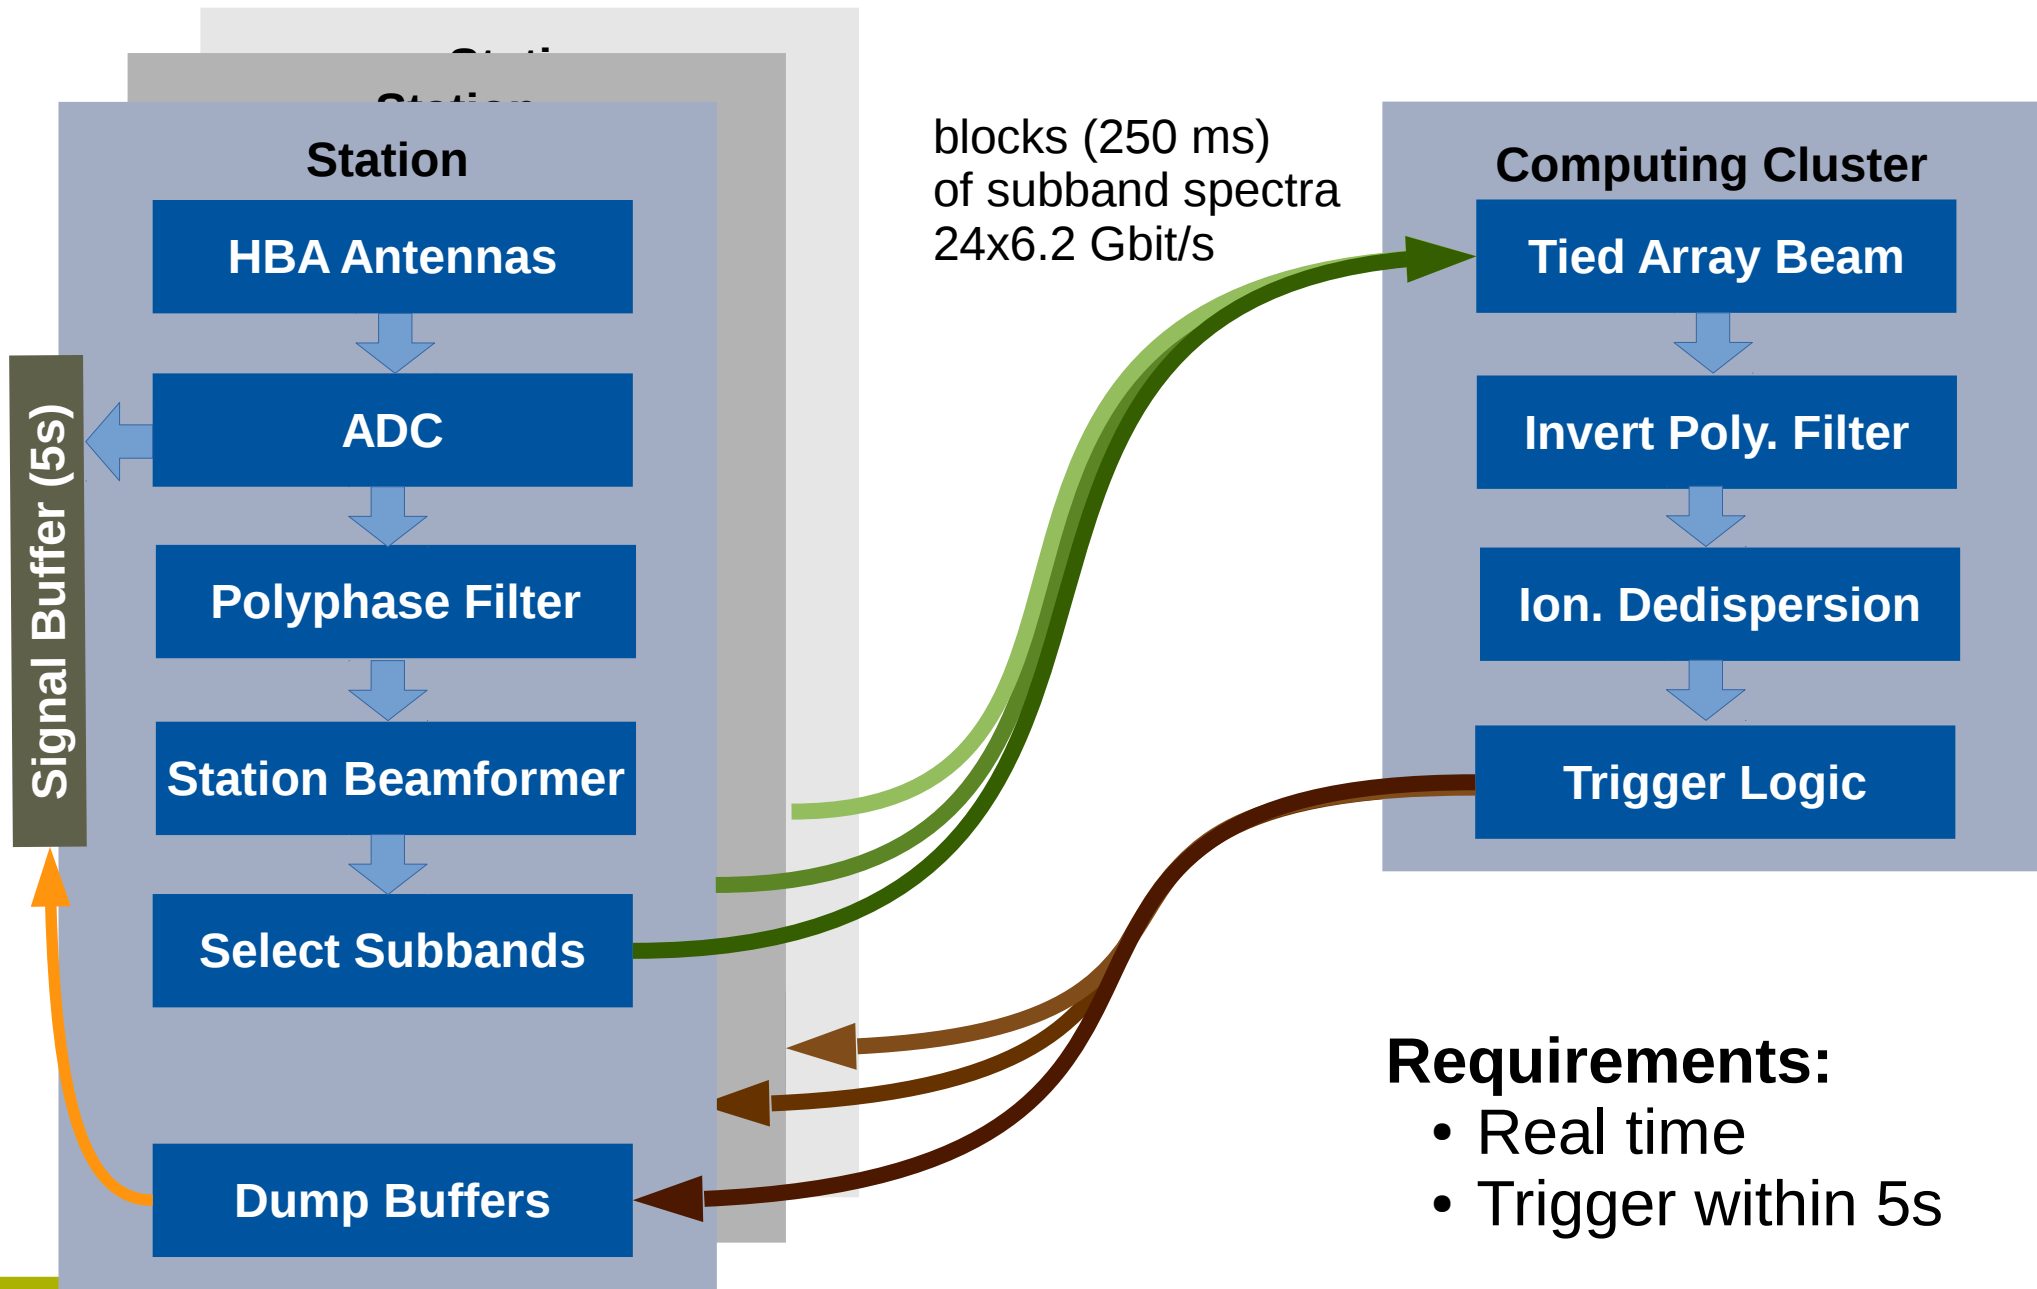 Station
HBA Antennas
ADC
Signal Buffer (5s)
Polyphase Filter
Station Beamformer
Select Subbands
Dump Buffers
blocks (250 ms)
of subband spectra
24x6.2 Gbit/s
Computing Cluster
Tied Array Beam
Invert Poly. Filter
Ion. Dedispersion
Trigger Logic
Requirements:
• Real time
• Trigger within 5s